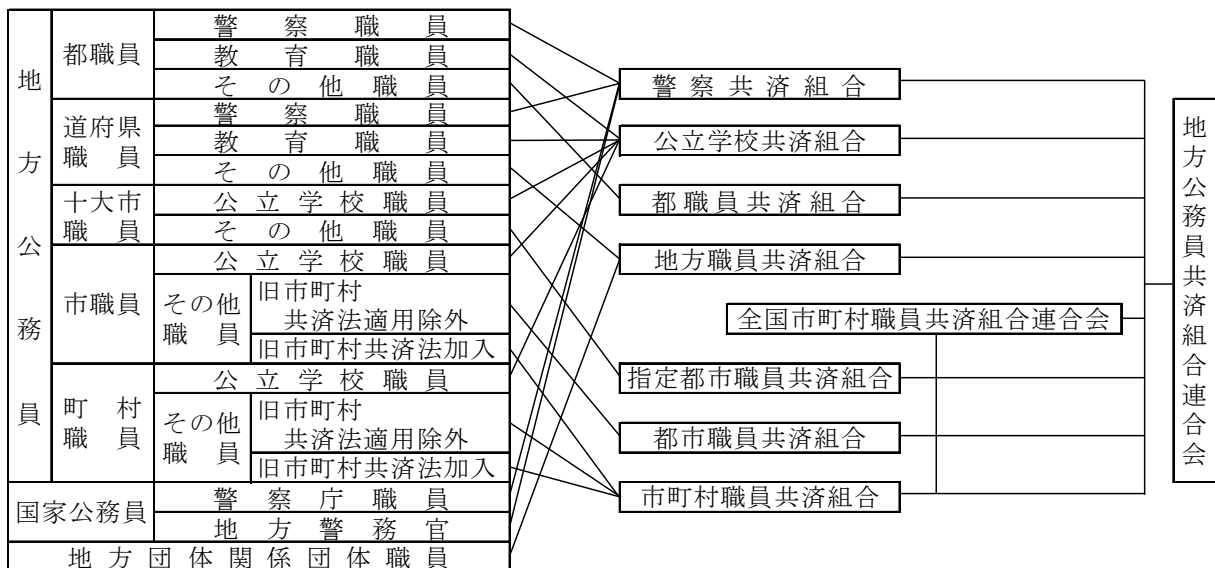 地方公務員
都職員
警察職員
教育職員
その他職員
道府県
職員
警察職員
教育職員
その他職員
十大市
職員
公立学校職員
その他職員
市職員
公立学校職員
その他
職員
旧市町村
共済法適用除外
旧市町村共済法加入
町村
職員
公立学校職員
その他
職員
旧市町村
共済法適用除外
旧市町村共済法加入
国家公務員
警察庁職員
地方警務官
地方団体関係団体職員
警察共済組合
公立学校共済組合
都職員共済組合
地方職員共済組合
全国市町村職員共済組合連合会
指定都市職員共済組合
都市職員共済組合
市町村職員共済組合
地方公務員共済組合連合会